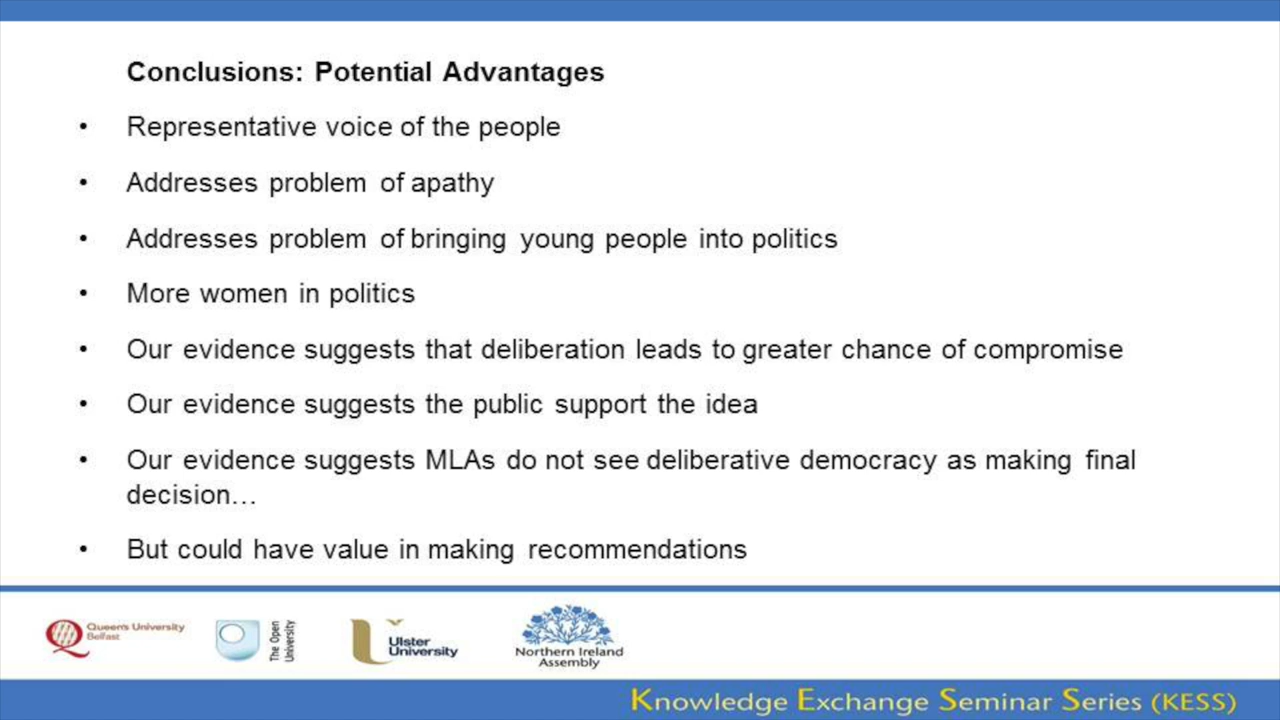 Conclusions: Potential Advantages
• Representative voice of the people
• Addresses problem of apathy
• Addresses problem of bringing young people into politics
• More women in politics
• Our evidence suggests that deliberation leads to greater chance of compromise
• Our evidence suggests the public support the idea
• Our evidence suggests MLAs do not see deliberative democracy as making final
decision…
• But could have value in making recommendations
Queen's University
Belfast
The Open
University
Ulster
University
Northern Ireland
Assembly
Knowledge Exchange Seminar Series (KESS)